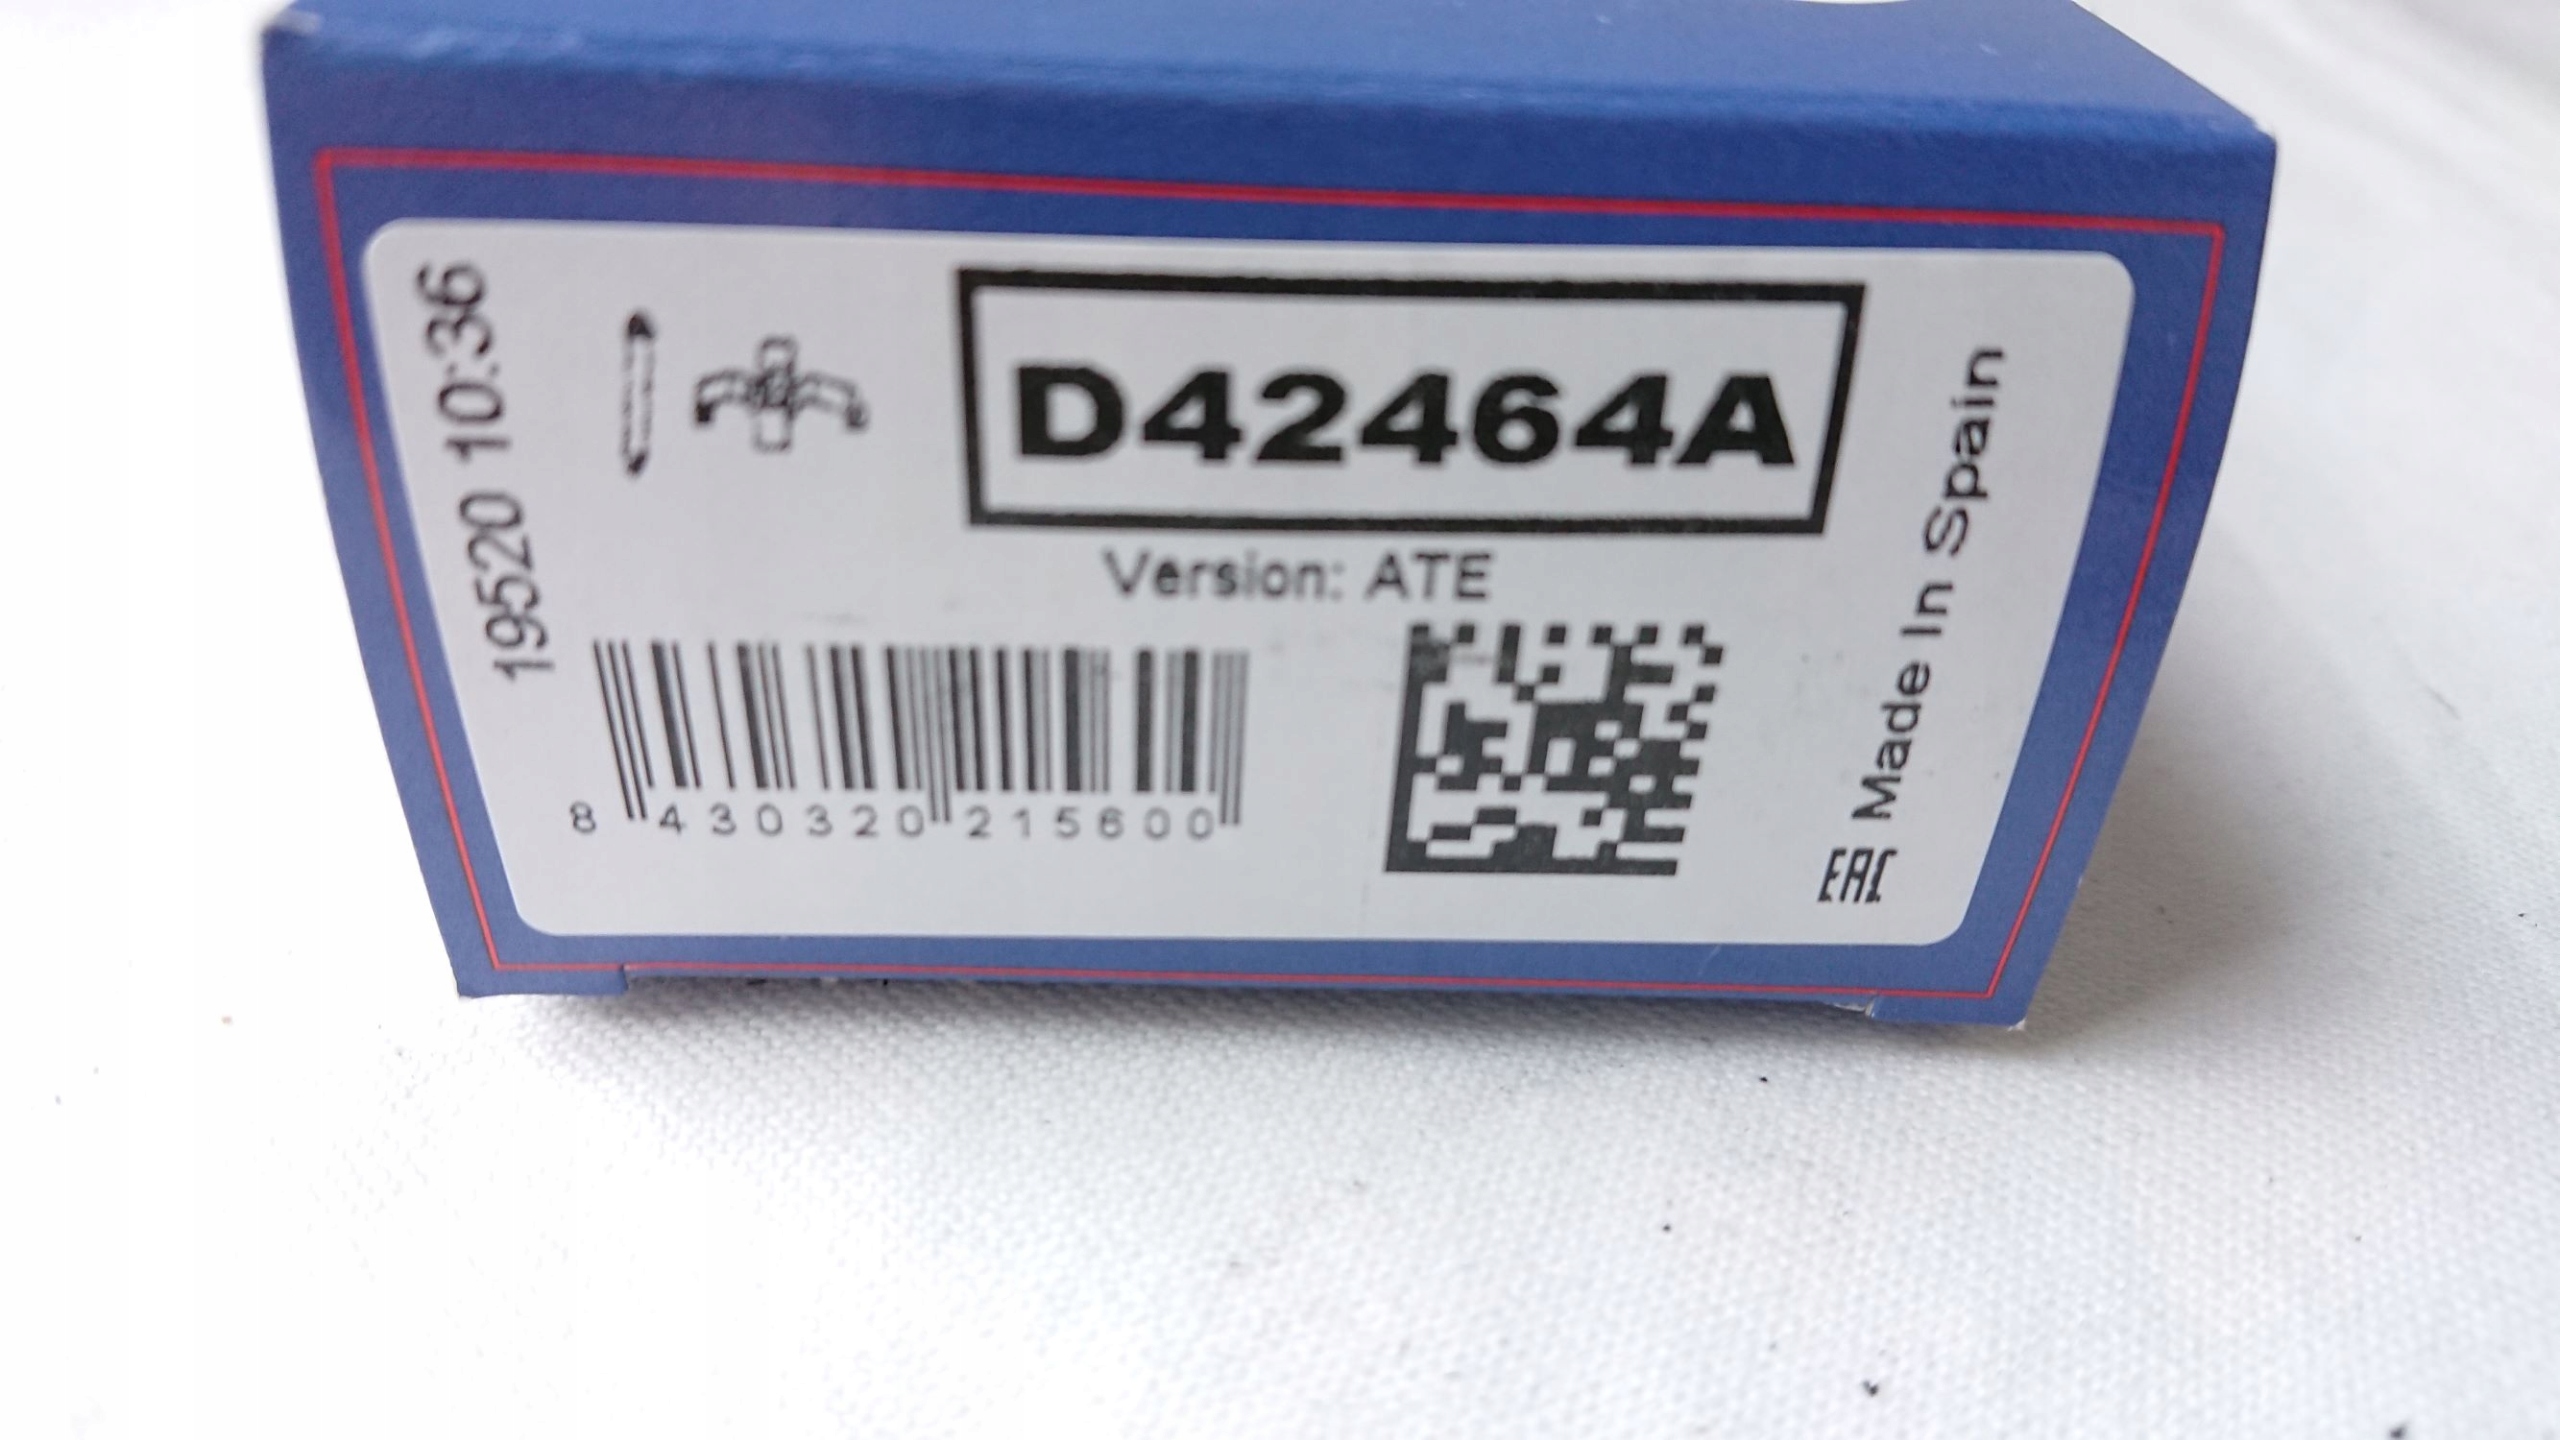 19520 10:36
D42464A
Version: ATE
8 430320 215600
Made In Spain
EAC